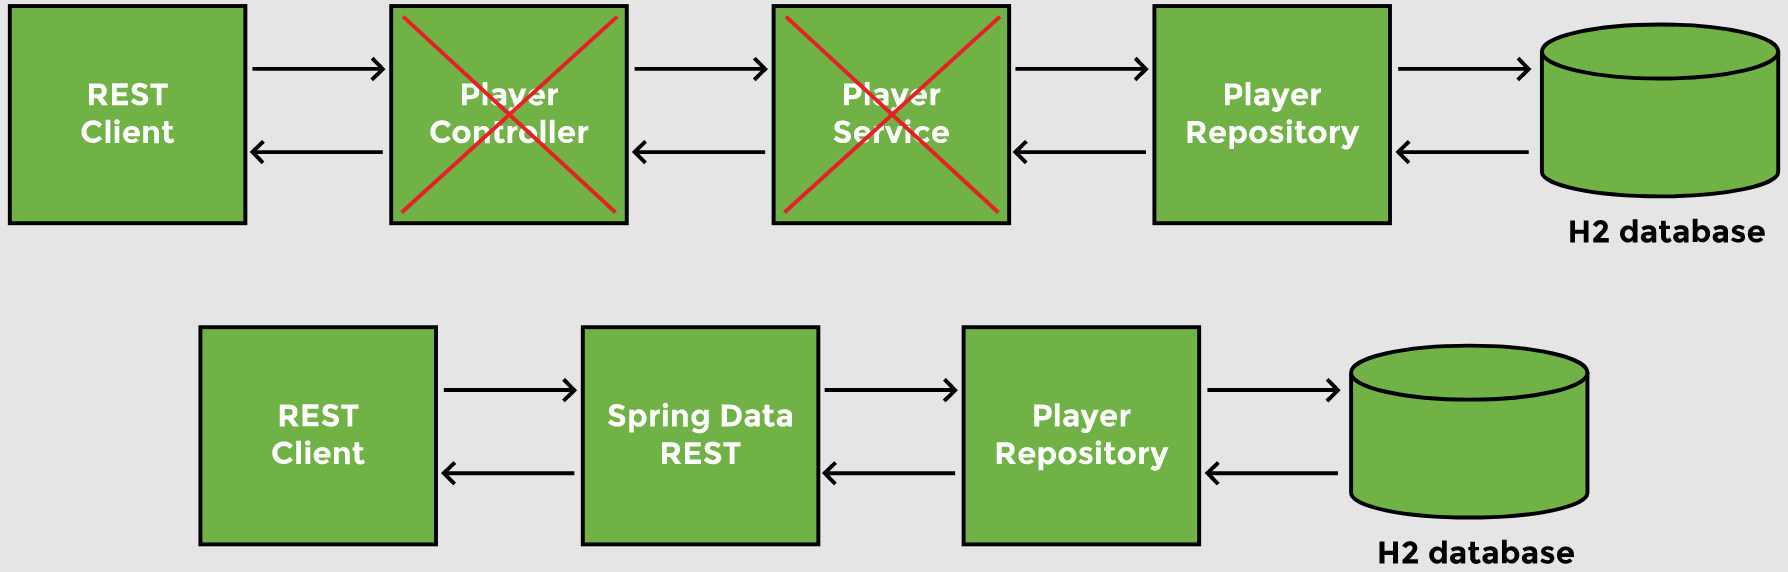 REST
Client
Player
Controller
Player
Service
Player
Repository
H2 database
REST
Client
Spring Data
REST
Player
Repository
H2 database